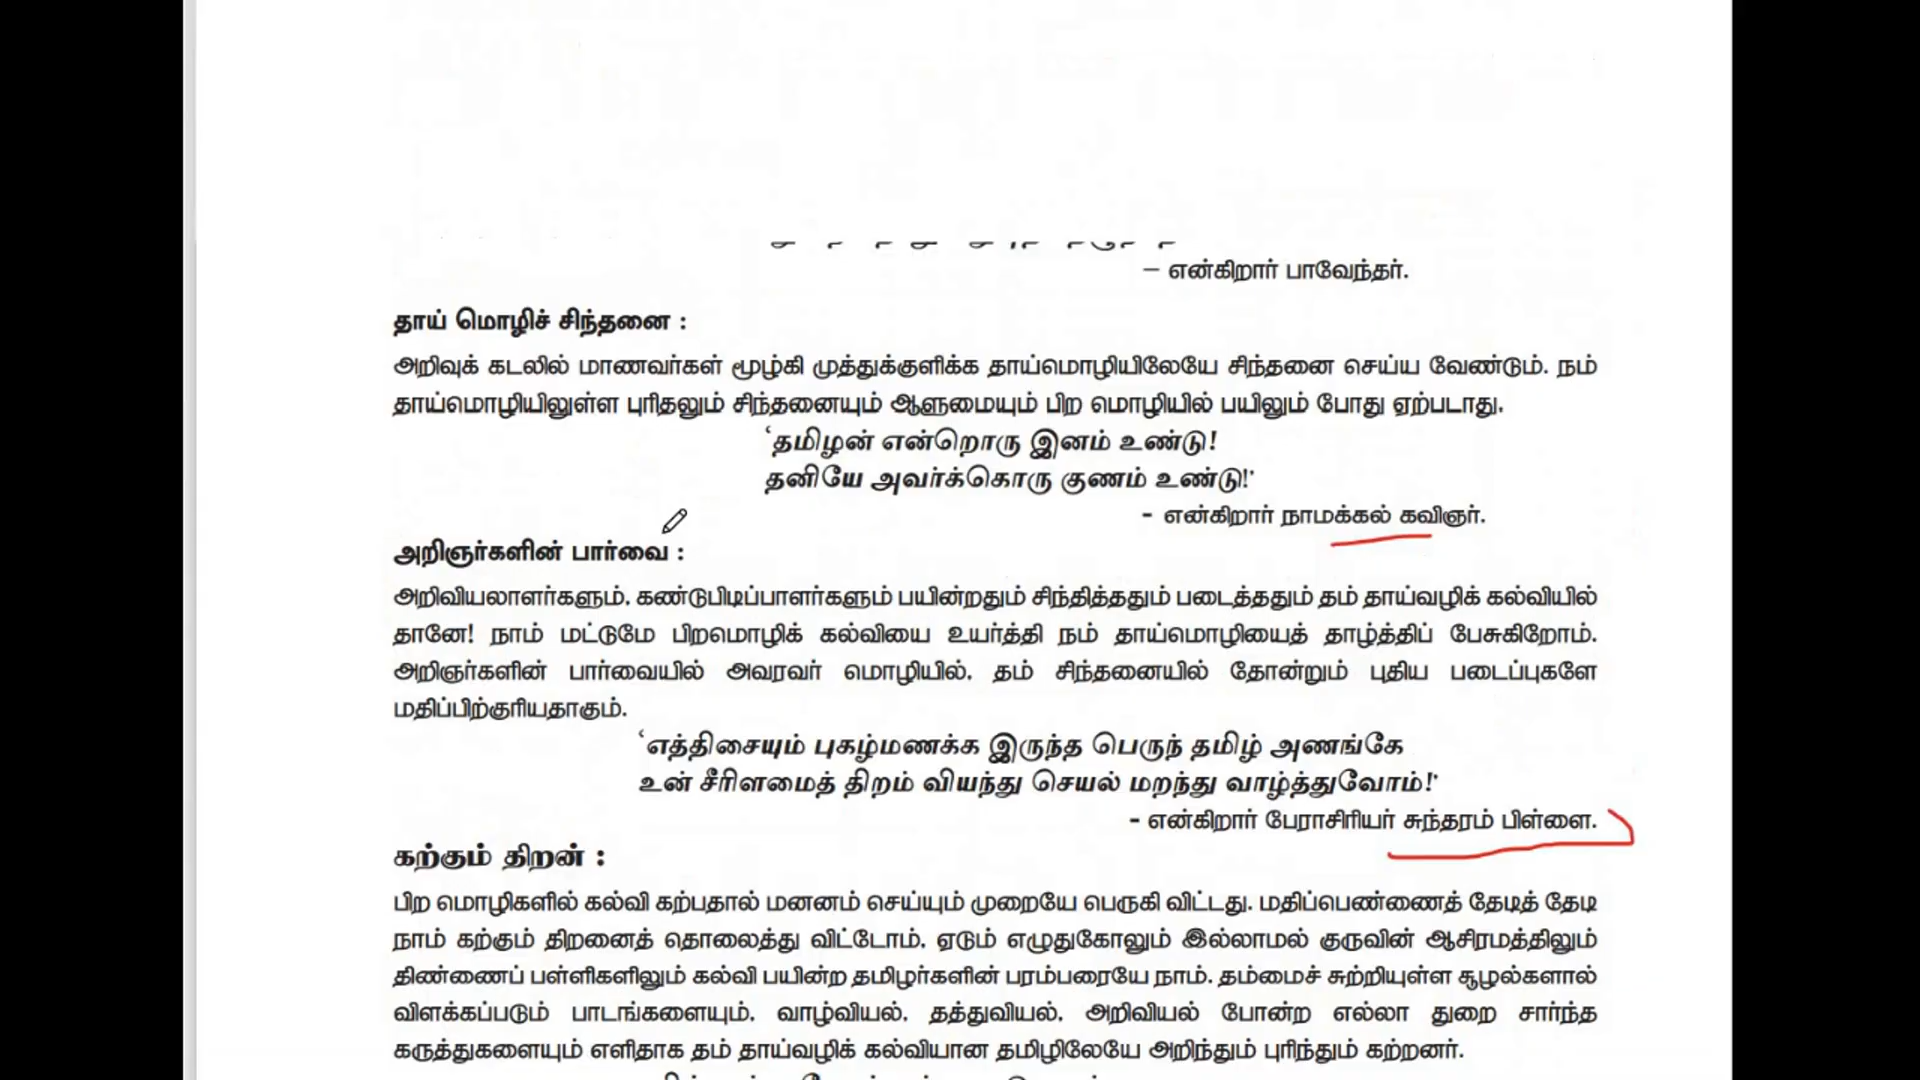 – என்கிறார் பாவேந்தர்.
தாய் மொழிச் சிந்தனை :
அறிவுக் கடலில் மாணவர்கள் மூழ்கி முத்துக்குளிக்க தாய்மொழியிலேயே சிந்தனை செய்ய வேண்டும். நம்
தாய்மொழியிலுள்ள புரிதலும் சிந்தனையும் ஆளுமையும் பிற மொழியில் பயிலும் போது ஏற்படாது.
‘தமிழன் என்றொரு இனம் உண்டு!
தனியே அவர்க்கொரு குணம் உண்டு!’
- என்கிறார் நாமக்கல் கவிஞர்.
அறிஞர்களின் பார்வை :
அறிவியலாளர்களும், கண்டுபிடிப்பாளர்களும் பயின்றதும் சிந்தித்ததும் படைத்ததும் தம் தாய்வழிக் கல்வியில்
தானே! நாம் மட்டுமே பிறமொழிக் கல்வியை உயர்த்தி நம் தாய்மொழியைத் தாழ்த்திப் பேசுகிறோம்.
அறிஞர்களின் பார்வையில் அவரவர் மொழியில், தம் சிந்தனையில் தோன்றும் புதிய படைப்புகளே
மதிப்பிற்குரியதாகும்.
‘எத்திசையும் புகழ்மணக்க இருந்த பெருந் தமிழ் அணங்கே
உன் சீரிளமைத் திறம் வியந்து செயல் மறந்து வாழ்த்துவோம்!’
- என்கிறார் பேராசிரியர் சுந்தரம் பிள்ளை.
கற்கும் திறன் :
பிற மொழிகளில் கல்வி கற்பதால் மனனம் செய்யும் முறையே பெருகி விட்டது. மதிப்பெண்ணைத் தேடித் தேடி
நாம் கற்கும் திறனைத் தொலைத்து விட்டோம். ஏடும் எழுதுகோலும் இல்லாமல் குருவின் ஆசிரமத்திலும்
திண்ணைப் பள்ளிகளிலும் கல்வி பயின்ற தமிழர்களின் பரம்பரையே நாம். தம்மைச் சுற்றியுள்ள சூழல்களால்
விளக்கப்படும் பாடங்களையும், வாழ்வியல், தத்துவியல், அறிவியல் போன்ற எல்லா துறை சார்ந்த
கருத்துகளையும் எளிதாக தம் தாய்வழிக் கல்வியான தமிழிலேயே அறிந்தும் புரிந்தும் கற்றனர்.